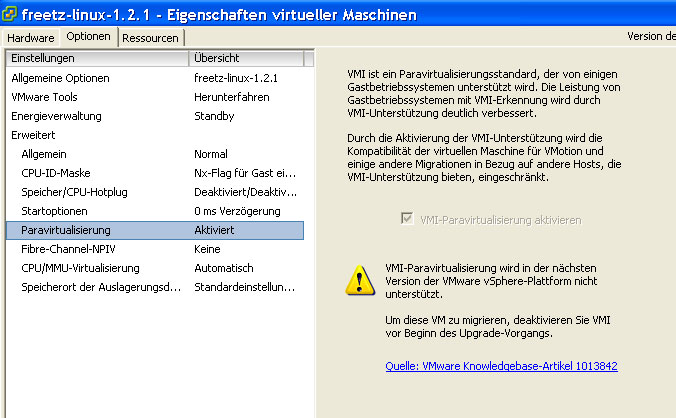 freetz-linux-1.2.1 - Eigenschaften virtueller Maschinen
Hardware Optionen Ressourcen Version de
Einstellungen Übersicht
Allgemeine Optionen freetz-linux-1.2.1
VMware Tools Herunterfahren
Energieverwaltung Standby
Erweitert
Allgemein Normal
CPU-ID-Maske Nx-Flag für Gast ei...
Speicher/CPU-Hotplug Deaktiviert/Deaktiv...
Startoptionen 0 ms Verzögerung
Paravirtualisierung Aktiviert
Fibre-Channel-NPIV Keine
CPU/MMU-Virtualisierung Automatisch
Speicherort der Auslagerungsd... Standardeinstellun...
VMI ist ein Paravirtualisierungsstandard, der von einigen
Gastbetriebssystemen unterstützt wird. Die Leistung von
Gastbetriebssystemen mit VMI-Erkennung wird durch
VMI-Unterstützung deutlich verbessert.
Durch die Aktivierung der VMI-Unterstützung wird die
Kompatibilität der virtuellen Maschine für VMotion und
einige andere Migrationen in Bezug auf andere Hosts, die
VMI-Unterstützung bieten, eingeschränkt.
VMI-Paravirtualisierung aktivieren
VMI-Paravirtualisierung wird in der nächsten
Version der VMware vSphere-Plattform nicht
unterstützt.
Um diese VM zu migrieren, deaktivieren Sie VMI
vor Beginn des Upgrade-Vorgangs.
Quelle: VMware Knowledgebase-Artikel 1013842